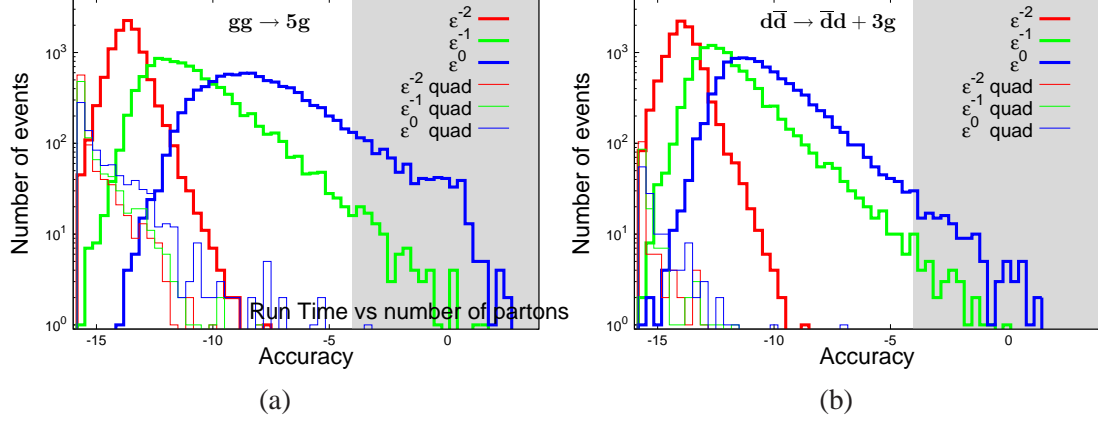 gg → 5g
ε⁻²
ε⁻¹
ε⁰
ε⁻² quad
ε⁻¹ quad
ε⁰ quad
10³
10²
10¹
10⁰
Number of events
-15 -10 -5 0
Run Time vs number of partons
Accuracy
(a)
dd̅ → d̅d + 3g
ε⁻²
ε⁻¹
ε⁰
ε⁻² quad
ε⁻¹ quad
ε⁰ quad
10³
10²
10¹
10⁰
Number of events
-15 -10 -5 0
Accuracy
(b)